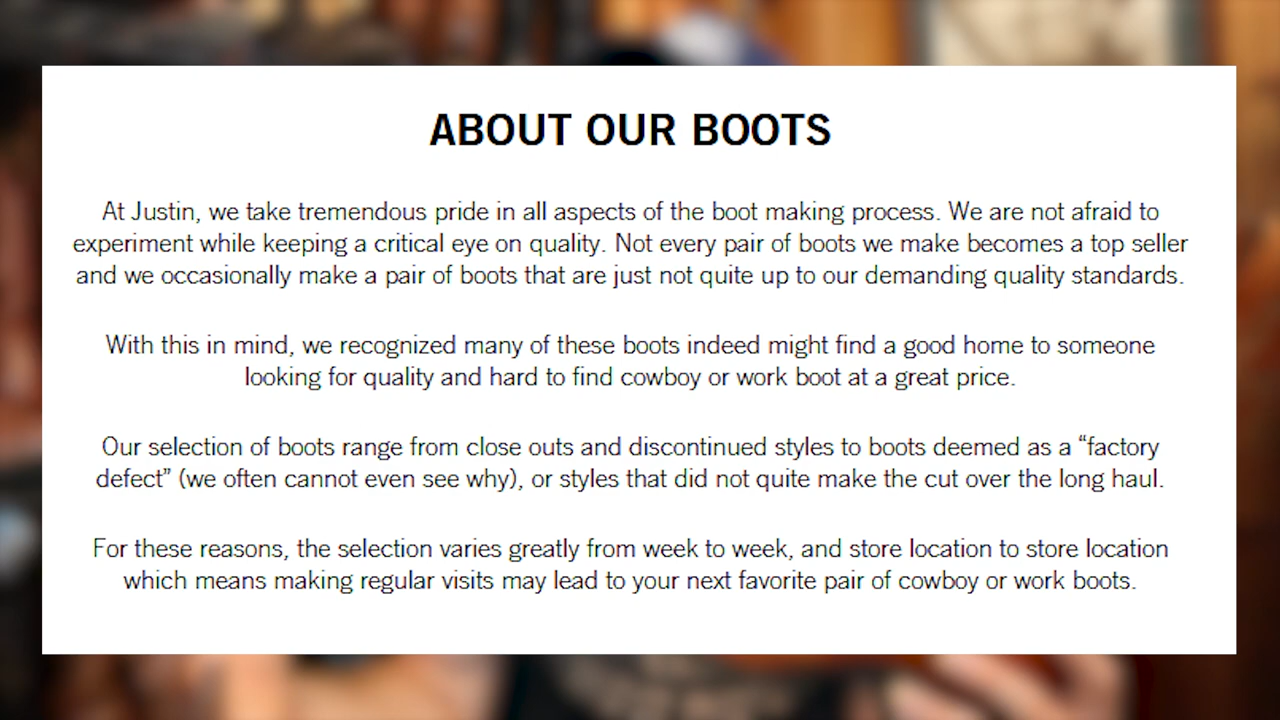 ABOUT OUR BOOTS
At Justin, we take tremendous pride in all aspects of the boot making process. We are not afraid to
experiment while keeping a critical eye on quality. Not every pair of boots we make becomes a top seller
and we occasionally make a pair of boots that are just not quite up to our demanding quality standards.
With this in mind, we recognized many of these boots indeed might find a good home to someone
looking for quality and hard to find cowboy or work boot at a great price.
Our selection of boots range from close outs and discontinued styles to boots deemed as a “factory
defect” (we often cannot even see why), or styles that did not quite make the cut over the long haul.
For these reasons, the selection varies greatly from week to week, and store location to store location
which means making regular visits may lead to your next favorite pair of cowboy or work boots.